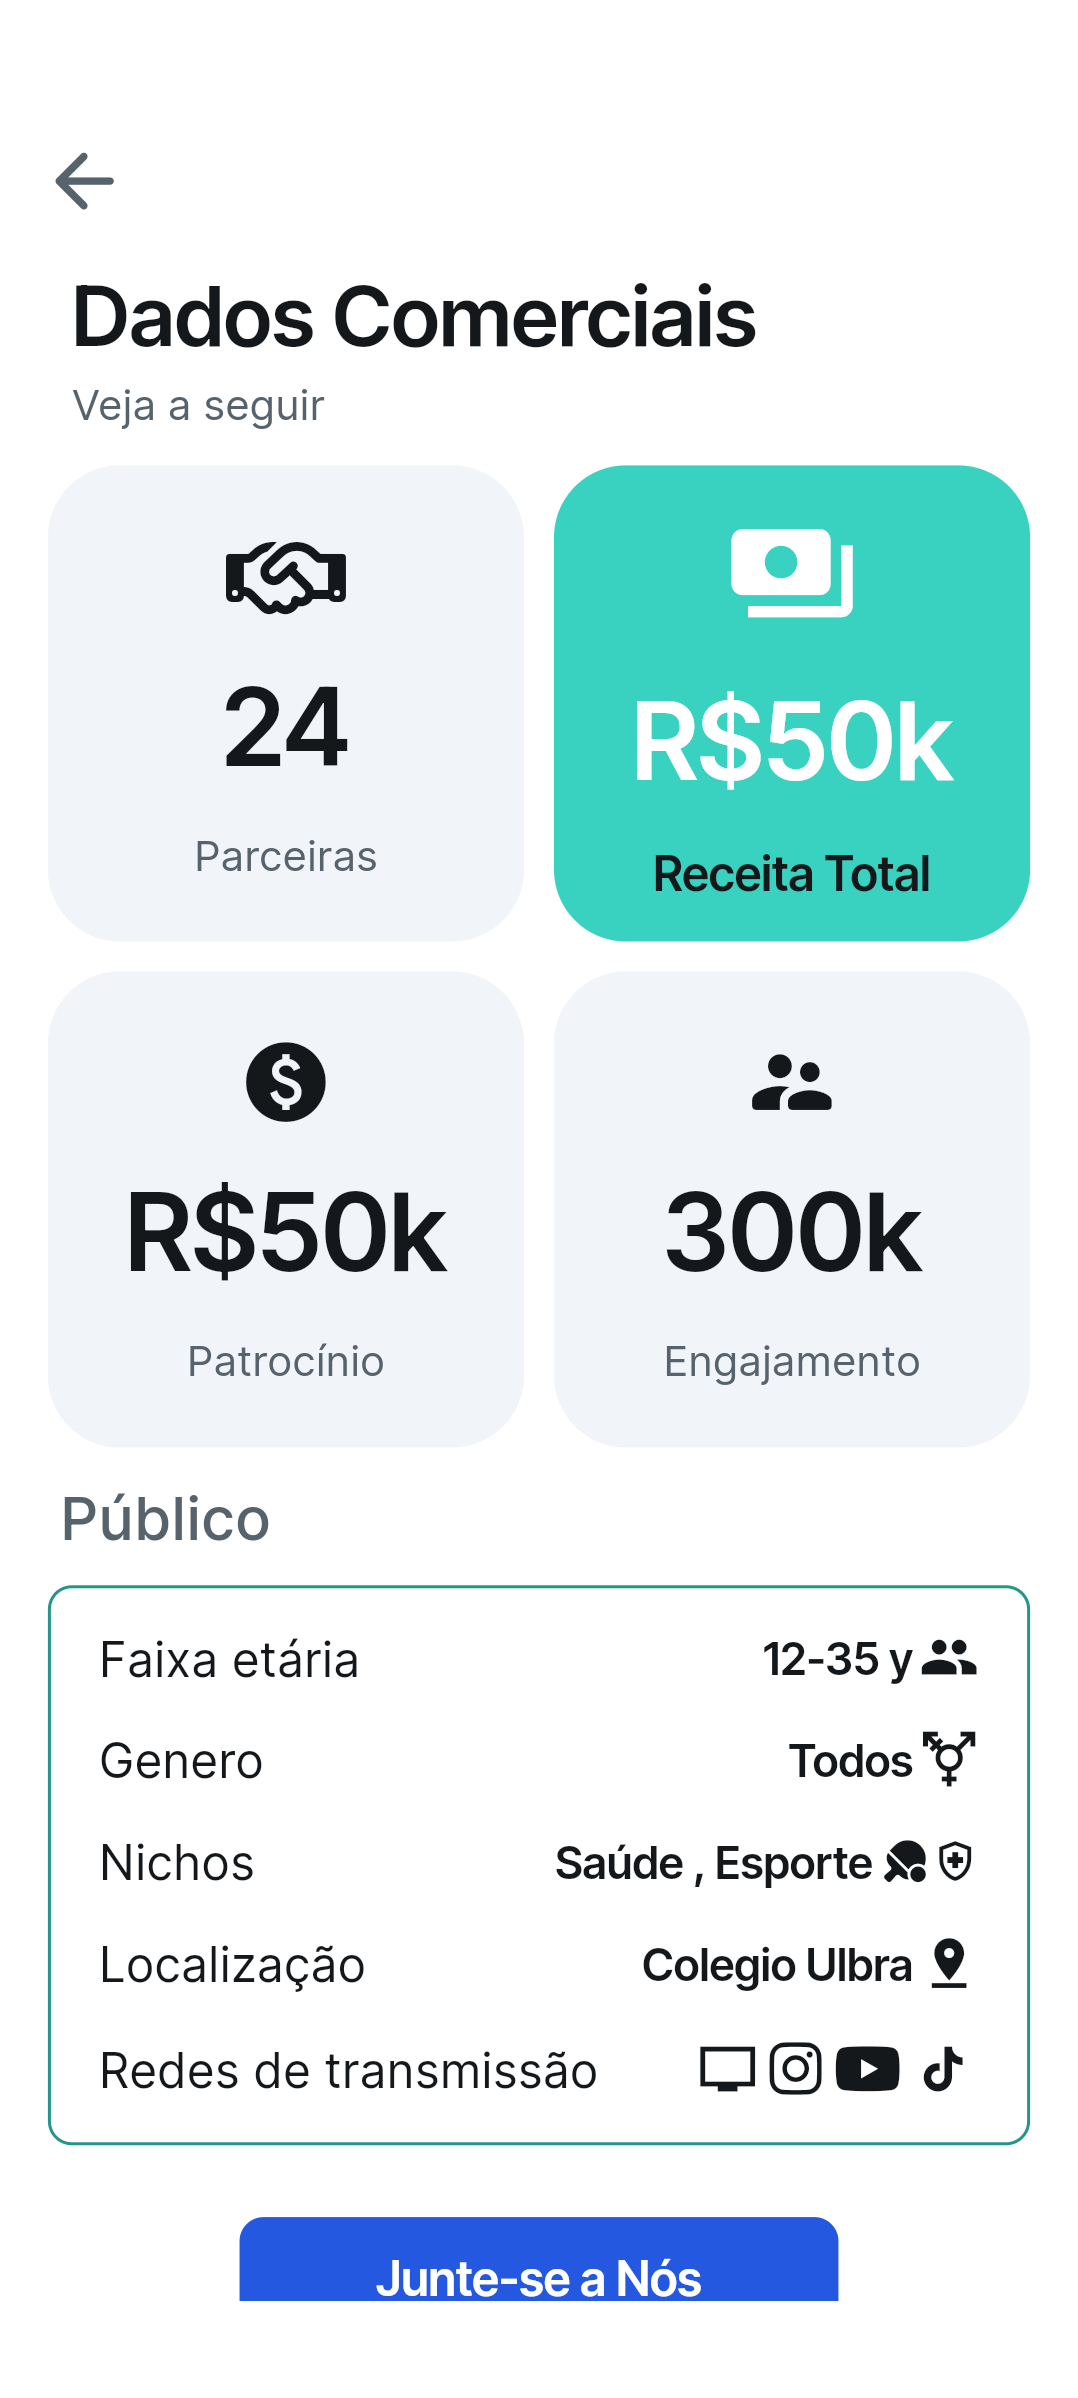 Dados Comerciais
Veja a seguir
24
Parceiras
R$50k
Receita Total
R$50k
Patrocínio
300k
Engajamento
Público
Faixa etária 12-35 y
Genero Todos
Nichos Saúde , Esporte
Localização Colegio Ulbra
Redes de transmissão
Junte-se a Nós